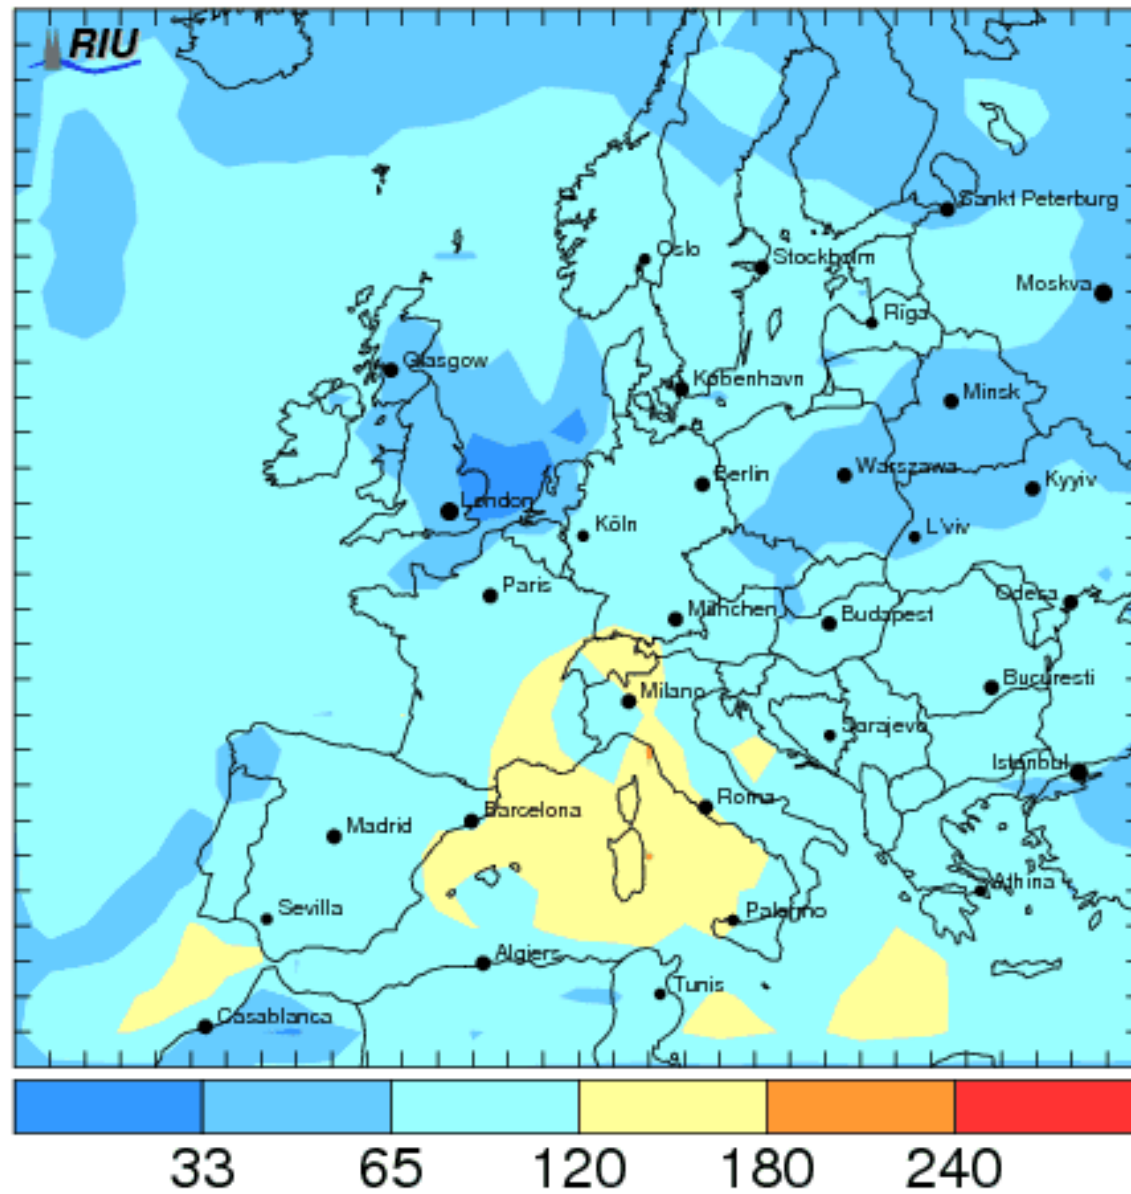 RIU
Sankt Peterburg
Oslo
Stockholm
Moskva
Rīga
Glasgow
København
Minsk
Warszawa
Berlin
Kyyiv
London
Köln
L'viv
Paris
Odesa
München
Budapest
Bucuresti
Milano
Sarajevo
Istanbul
Roma
Barcelona
Madrid
Athina
Sevilla
Palermo
Algiers
Tunis
Casablanca
33 65 120 180 240